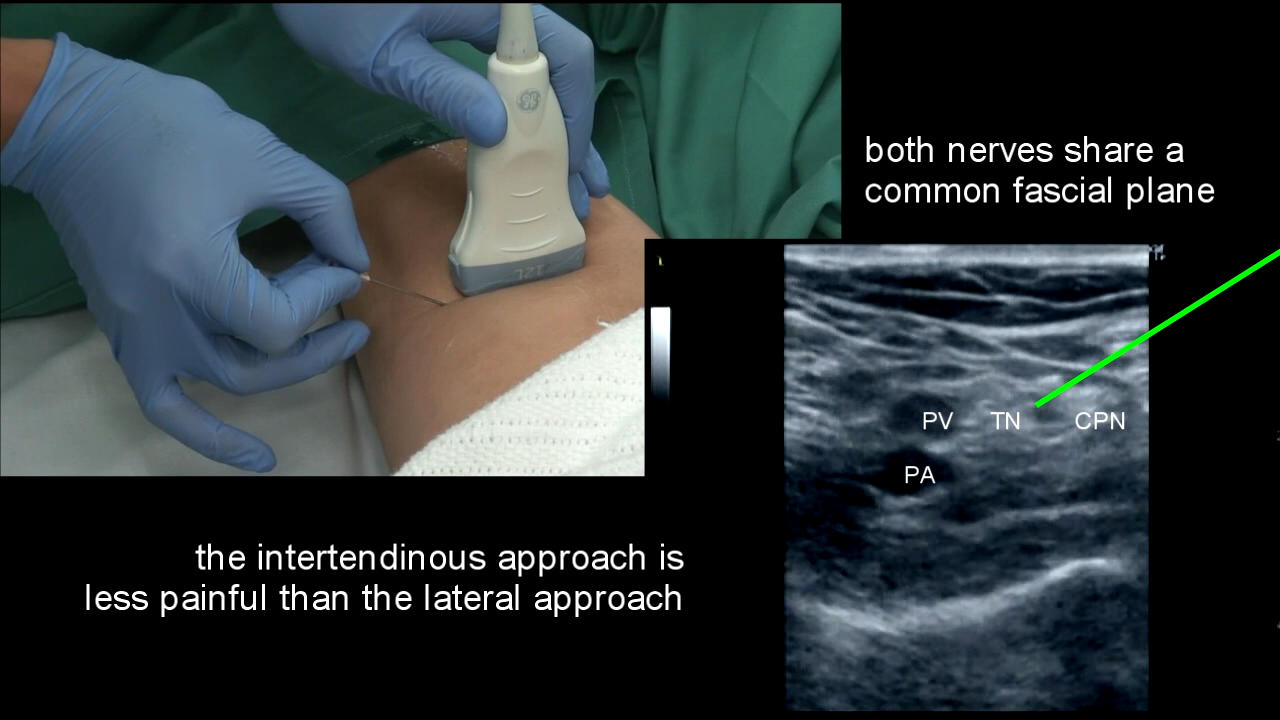 both nerves share a
common fascial plane
PV TN CPN
PA
the intertendinous approach is
less painful than the lateral approach
12L